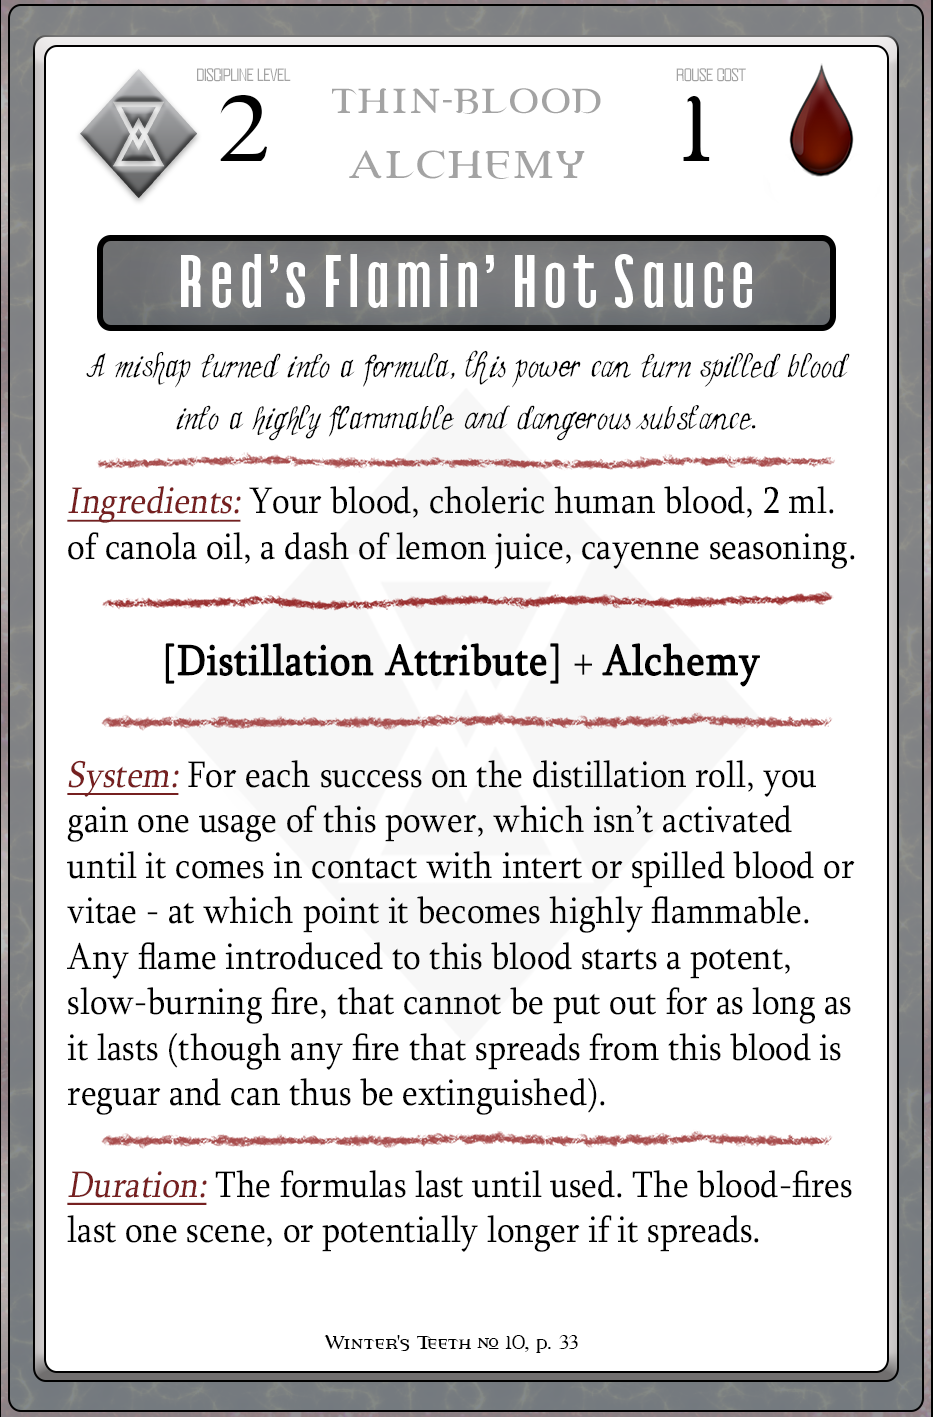 DISCIPLINE LEVEL
2
THIN-BLOOD
ALCHEMY
ROUSE COST
1
Red's Flamin' Hot Sauce
A mishap turned into a formula, this power can turn spilled blood
into a highly flammable and dangerous substance.
Ingredients: Your blood, choleric human blood, 2 ml.
of canola oil, a dash of lemon juice, cayenne seasoning.
[Distillation Attribute] + Alchemy
System: For each success on the distillation roll, you
gain one usage of this power, which isn't activated
until it comes in contact with intert or spilled blood or
vitae - at which point it becomes highly flammable.
Any flame introduced to this blood starts a potent,
slow-burning fire, that cannot be put out for as long as
it lasts (though any fire that spreads from this blood is
reguar and can thus be extinguished).
Duration: The formulas last until used. The blood-fires
last one scene, or potentially longer if it spreads.
Winter's Teeth № 10, p. 33